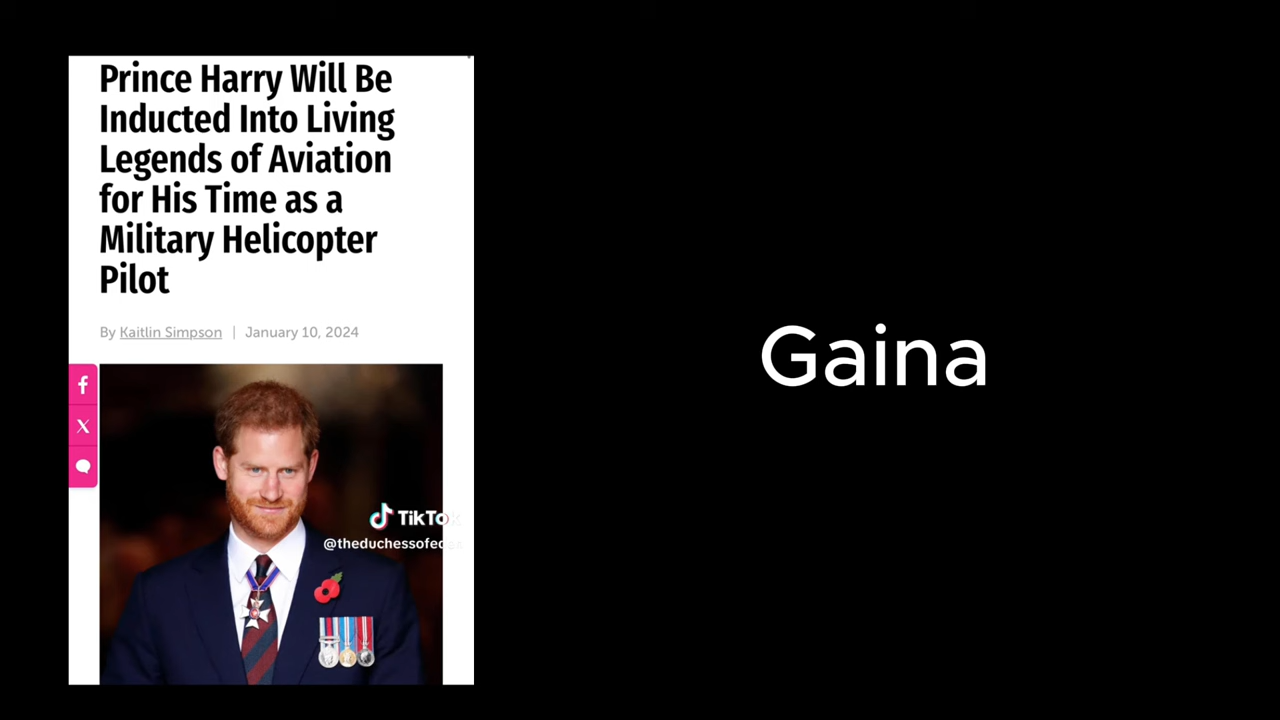 Prince Harry Will Be
Inducted Into Living
Legends of Aviation
for His Time as a
Military Helicopter
Pilot
By Kaitlin Simpson | January 10, 2024
TikTok
Gaina